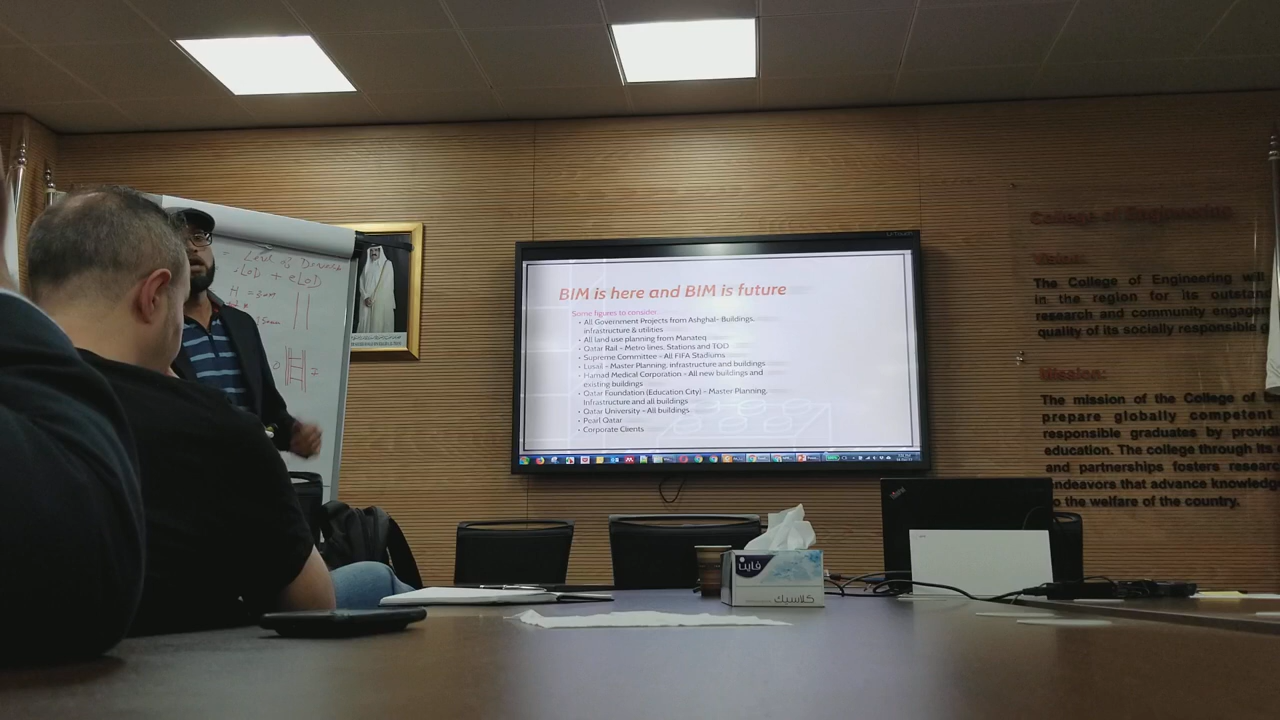 Level of Dev
LoD + eLoD
H
BIM is here and BIM is future
Some figures to consider
• All Government Projects from Ashghal- Buildings,
infrastructure & utilities
• All land use planning from Manateq
• Qatar Rail - Metro lines, Stations and TOD
• Supreme Committee - All FIFA Stadiums
• Lusail - Master Planning, infrastructure and buildings
• Hamad Medical Corporation - All new buildings and
existing buildings
• Qatar Foundation (Education City) - Master Planning,
Infrastructure and all buildings
• Qatar University - All buildings
• Pearl Qatar
• Corporate Clients
College of Engineering
Vision:
The College of Engineering will
in the region for its
research and community
quality of its socially responsible
Mission:
The mission of the College of
prepare globally competent
responsible graduates by
education. The college through its
and partnerships fosters
endeavors that advance
to the welfare of the country.
ThinkPad
فاين
كلاسيك